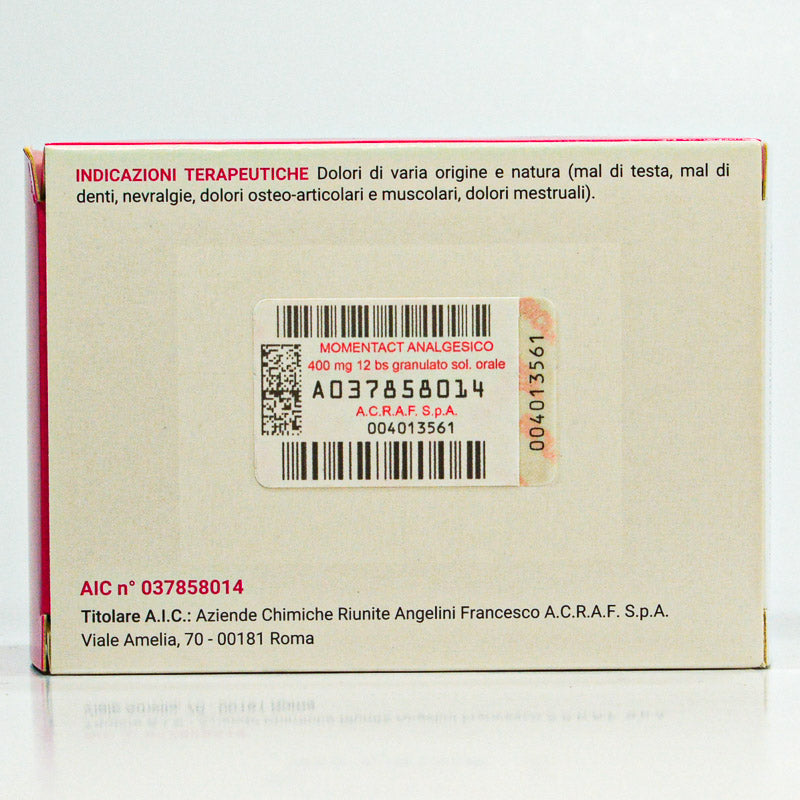 INDICAZIONI TERAPEUTICHE Dolori di varia origine e natura (mal di testa, mal di
denti, nevralgie, dolori osteo-articolari e muscolari, dolori mestruali).
MOMENTACT ANALGESICO
400 mg 12 bs granulato sol. orale
A037858014
A.C.R.A.F. S.p.A.
004013561
004013561
AIC n° 037858014
Titolare A.I.C.: Aziende Chimiche Riunite Angelini Francesco A.C.R.A.F. S.p.A.
Viale Amelia, 70 - 00181 Roma